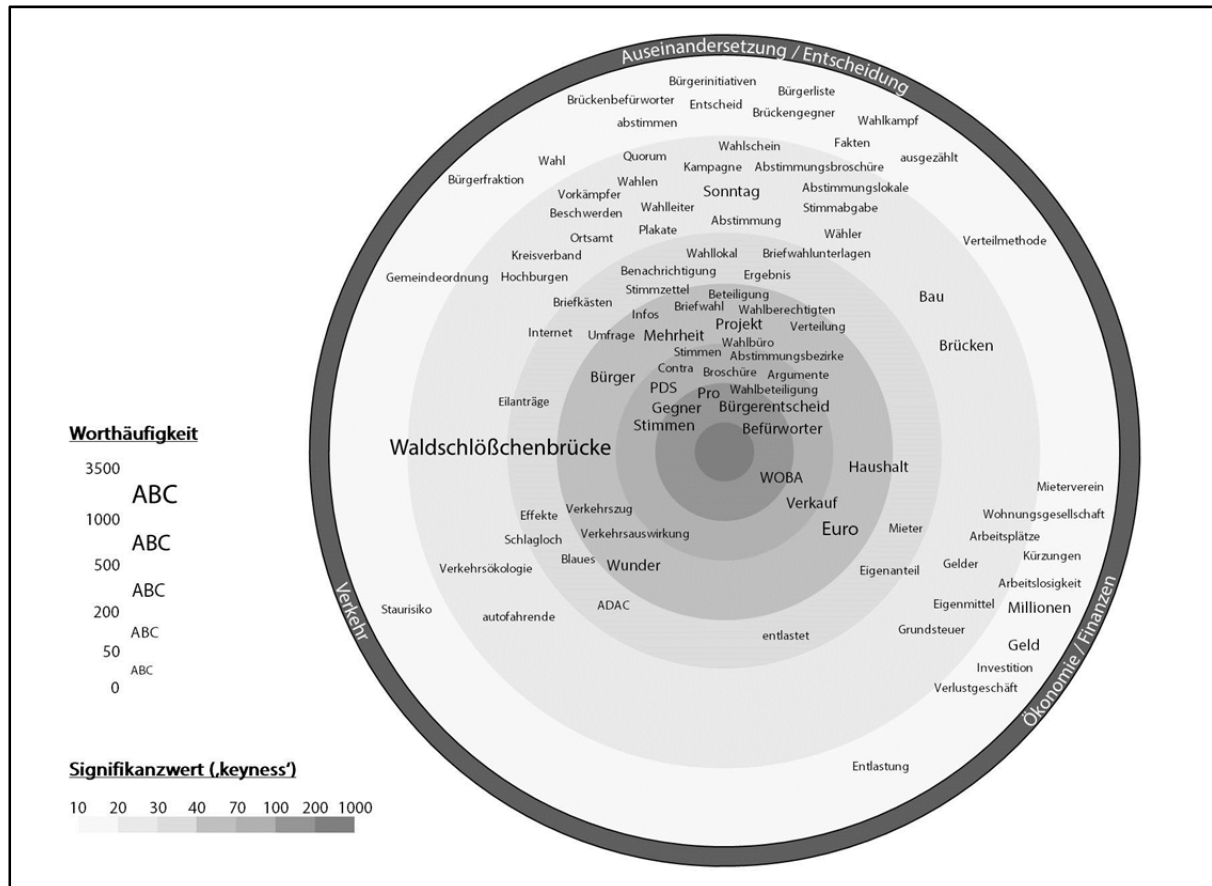 Auseinandersetzung / Entscheidung
Bürgerinitiativen
Bürgerliste
Brückenbefürworter
Entscheid
Brückengegner
abstimmen
Wahlkampf
Fakten
Wahlschein
ausgezählt
Quorum
Wahl
Kampagne
Abstimmungsbroschüre
Bürgerfraktion
Wahlen
Vorkämpfer
Sonntag
Abstimmungslokale
Beschwerden
Wahlleiter
Stimmabgabe
Abstimmung
Plakate
Wähler
Ortsamt
Verteilmethode
Kreisverband
Wahllokal
Briefwahlunterlagen
Gemeindeordnung
Hochburgen
Benachrichtigung
Ergebnis
Stimmzettel
Beteiligung
Bau
Briefkästen
Briefwahl
Wahlberechtigten
Infos
Projekt
Verteilung
Internet
Umfrage
Mehrheit
Wahlbüro
Brücken
Stimmen
Abstimmungsbezirke
Contra
Broschüre
Argumente
Bürger
PDS
Pro
Wahlbeteiligung
Eilanträge
Gegner
Bürgerentscheid
Stimmen
Befürworter
Waldschlößchenbrücke
Haushalt
WOBA
Mieterverein
Verkauf
Effekte
Verkehrszug
Wohnungsgesellschaft
Euro
Mieter
Schlagloch
Verkehrsauswirkung
Arbeitsplätze
Blaues
Wunder
Kürzungen
Verkehrsökologie
Eigenanteil
Gelder
Arbeitslosigkeit
Staurisiko
ADAC
Eigenmittel
Millionen
autofahrende
Grundsteuer
entlastet
Geld
Investition
Verlustgeschäft
Entlastung
Verkehr
Ökonomie / Finanzen
Worthäufigkeit
3500
ABC
1000
ABC
500
ABC
200
ABC
50
ABC
0
Signifikanzwert (‚keyness‘)
10 20 30 40 70 100 200 1000